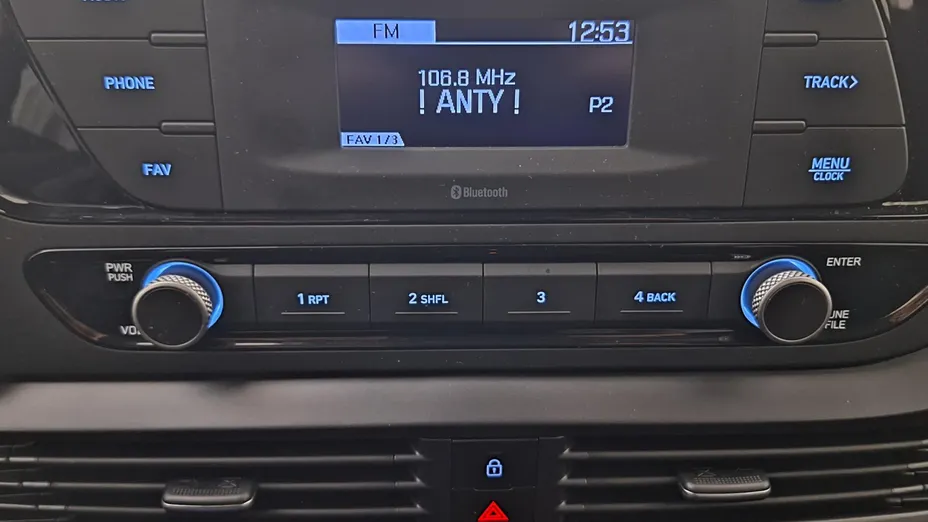 FM 12:53
106.8 MHz
! ANTY !
P2
FAV 1/3
PHONE
FAV
TRACK>
MENU
CLOCK
Bluetooth
PWR
PUSH
1 RPT
2 SHFL
3
4 BACK
ENTER
FILE